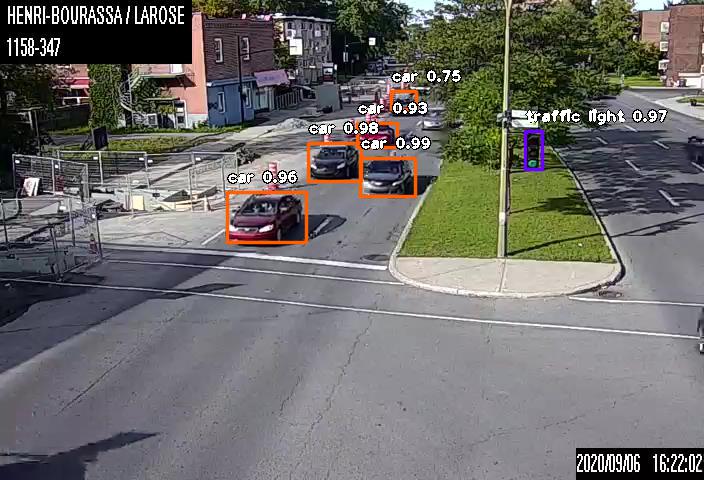 HENRI-BOURASSA / LAROSE
1158-347
car 0.75
car 0.93
traffic light 0.97
car 0.98
car 0.99
car 0.96
2020/09/06 16:22:02